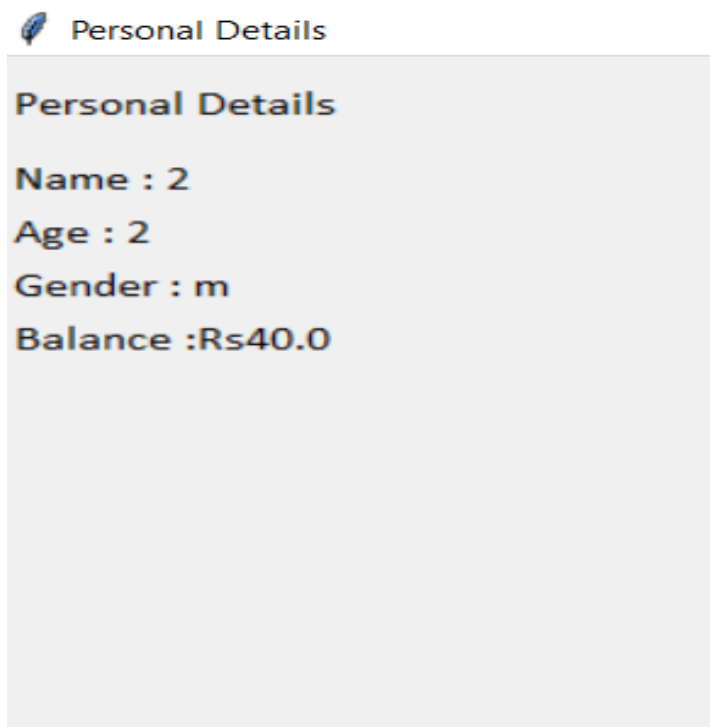 Personal Details
Personal Details
Name : 2
Age : 2
Gender : m
Balance :Rs40.0